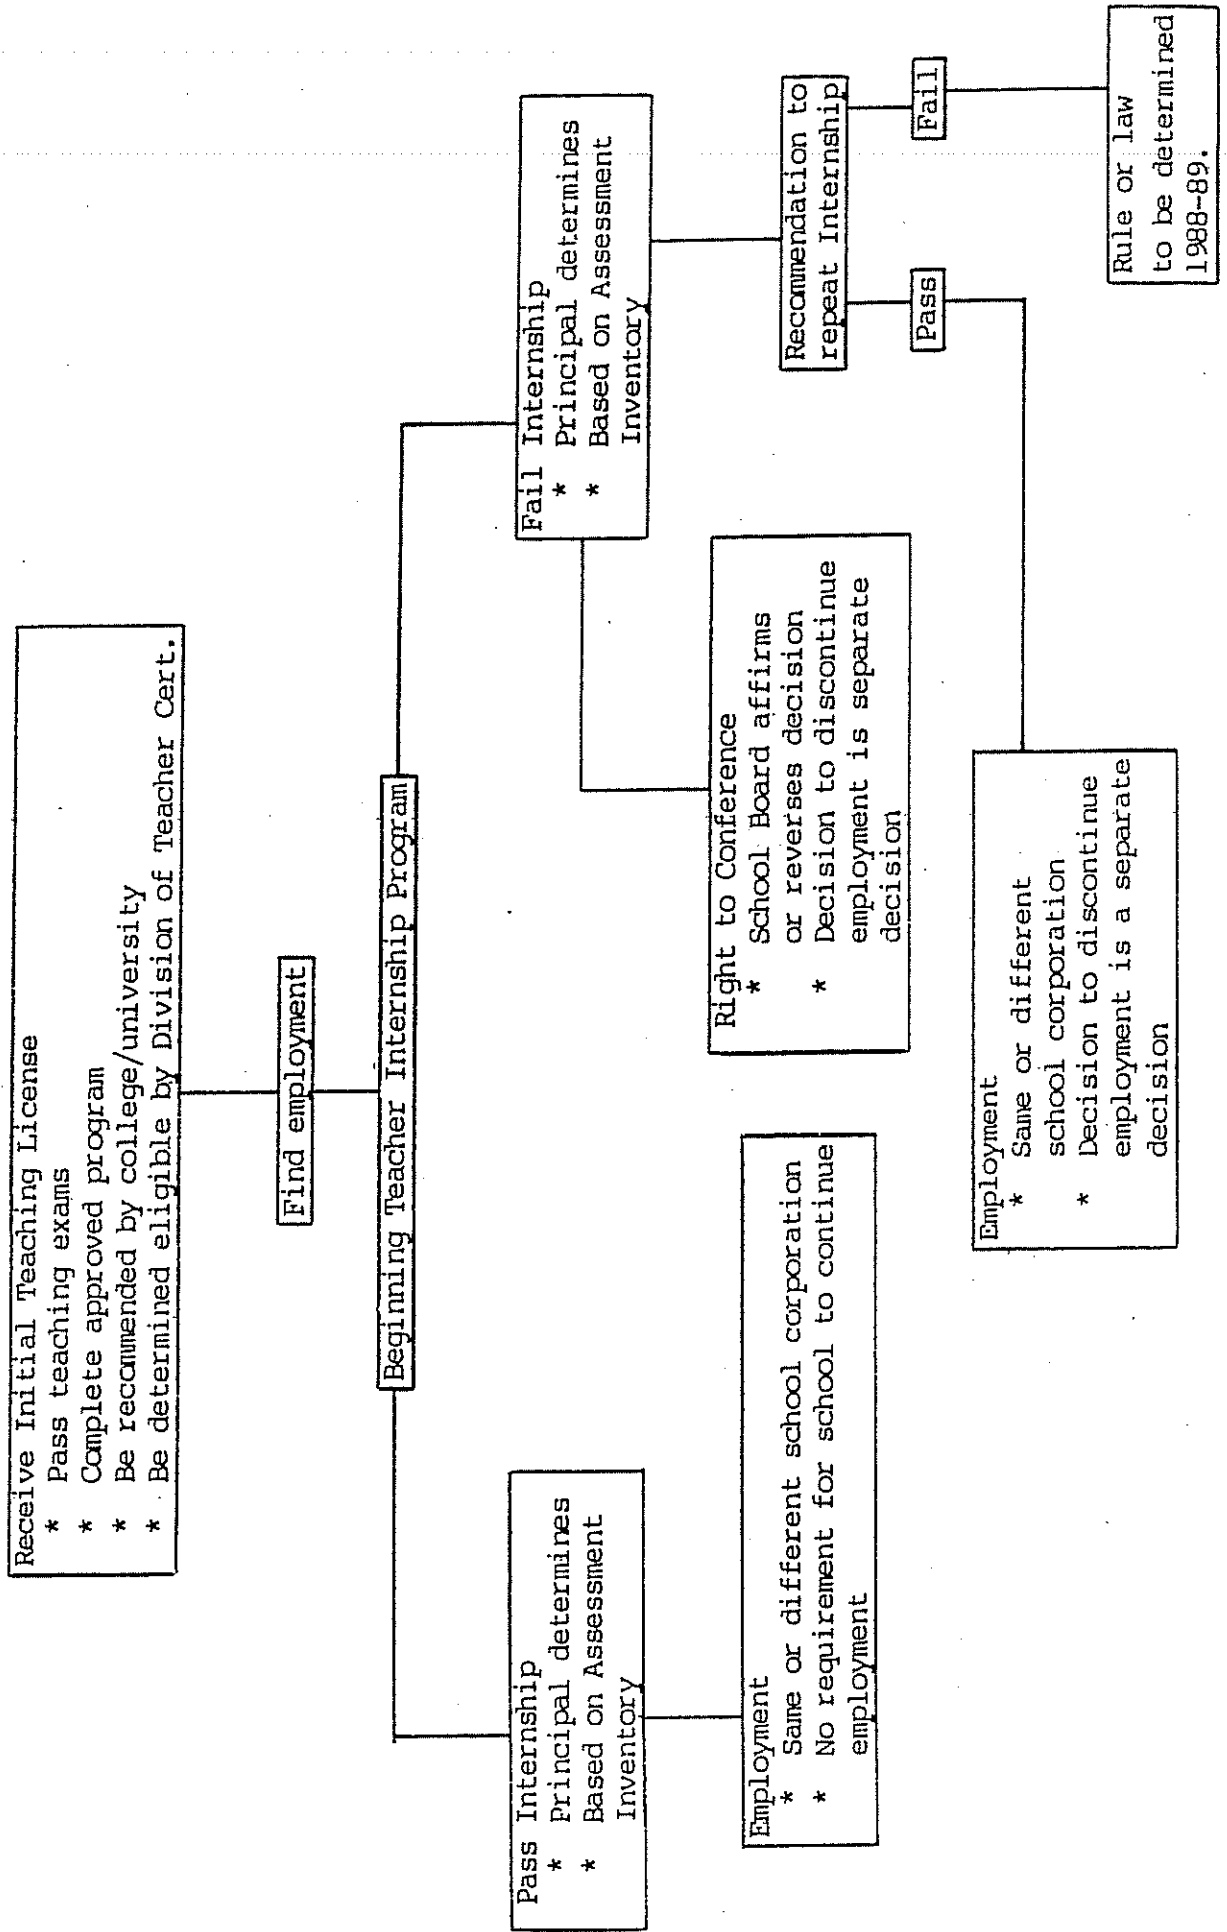 Receive Initial Teaching License
* Pass teaching exams
* Complete approved program
* Be recommended by college/university
* Be determined eligible by Division of Teacher Cert.
Find employment
Beginning Teacher Internship Program
Pass Internship
* Principal determines
* Based on Assessment
Inventory
Fail Internship
* Principal determines
* Based on Assessment
Inventory
Employment
* Same or different school corporation
* No requirement for school to continue
employment
Right to Conference
* School Board affirms
or reverses decision
* Decision to discontinue
employment is separate
decision
Recommendation to
repeat Internship
Pass
Fail
Employment
* Same or different
school corporation
* Decision to discontinue
employment is a separate
decision
Rule or law
to be determined
1988-89.